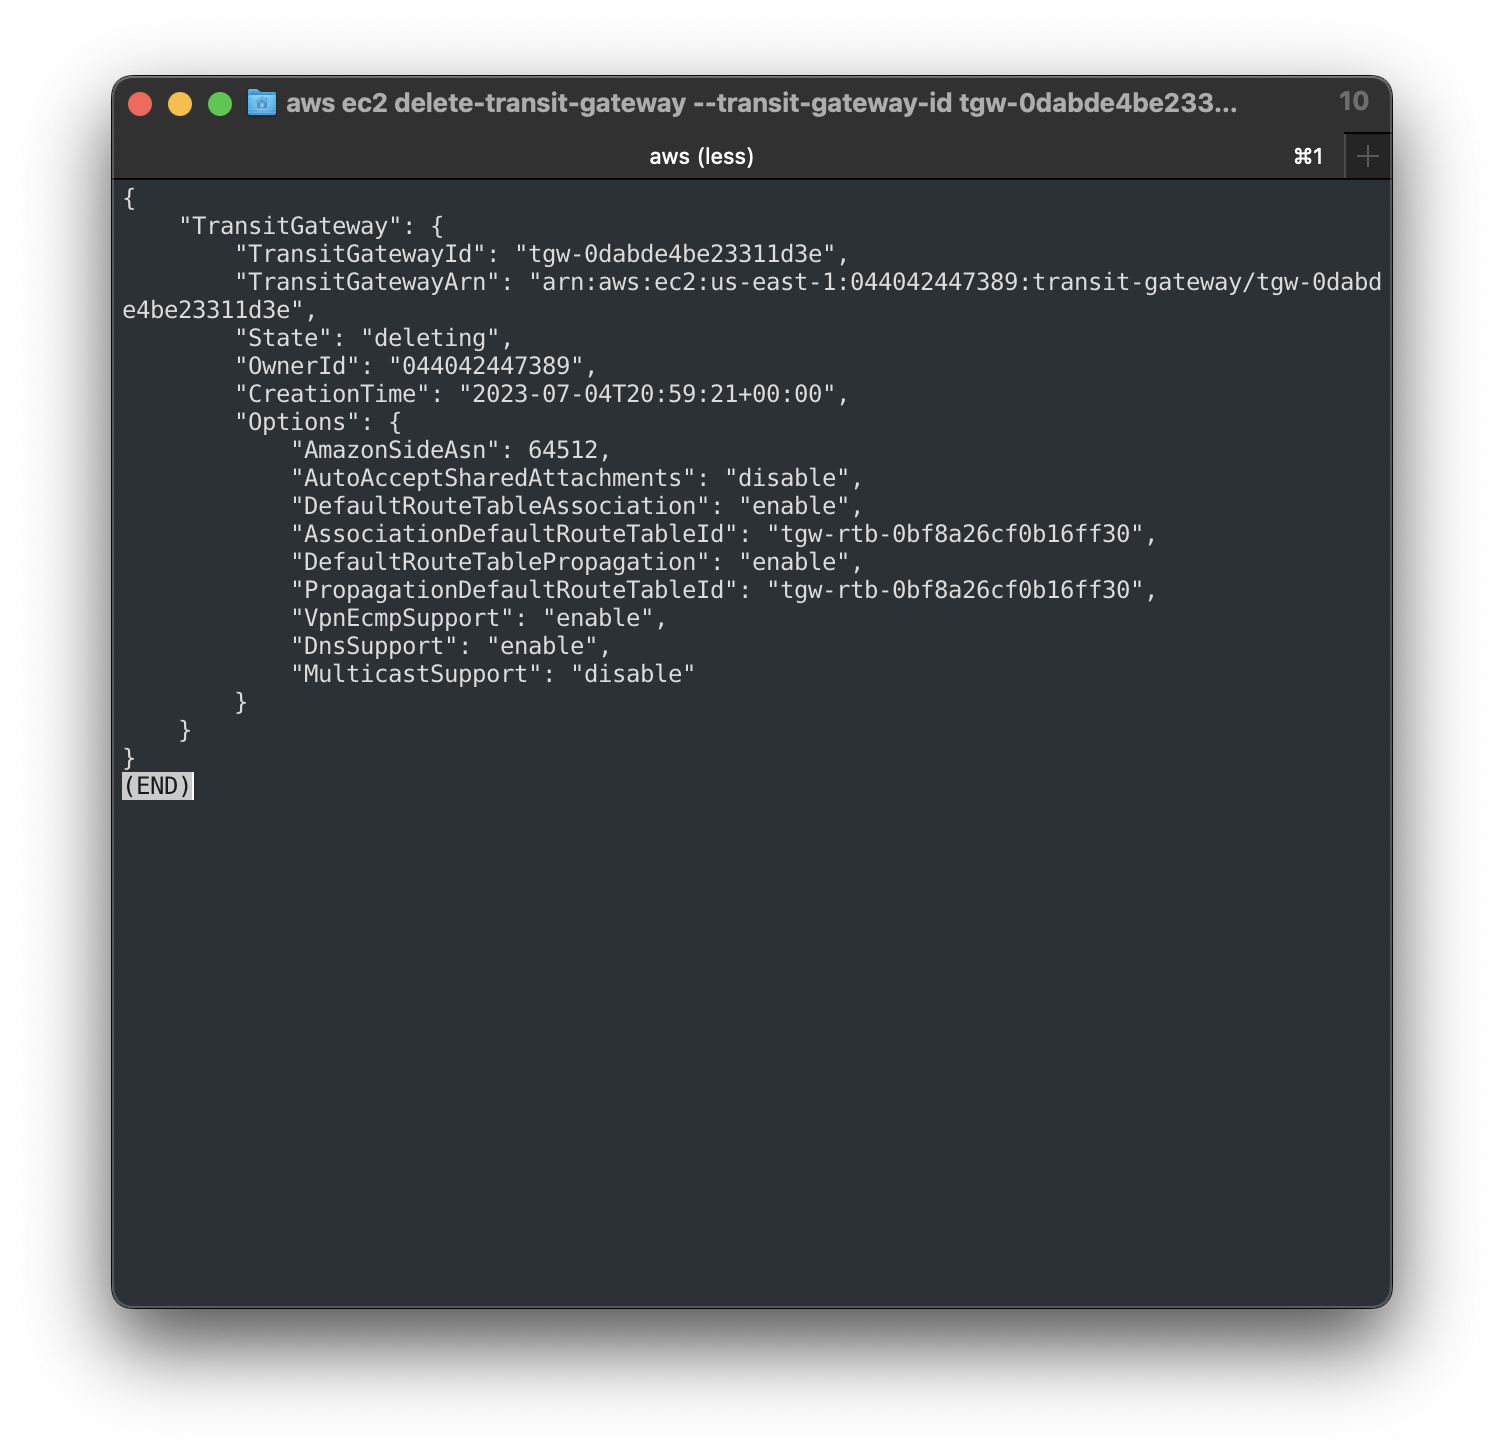 aws ec2 delete-transit-gateway --transit-gateway-id tgw-0dabde4be233... 10
aws (less) ⌘1 +
{
    "TransitGateway": {
        "TransitGatewayId": "tgw-0dabde4be23311d3e",
        "TransitGatewayArn": "arn:aws:ec2:us-east-1:044042447389:transit-gateway/tgw-0dabd
e4be23311d3e",
        "State": "deleting",
        "OwnerId": "044042447389",
        "CreationTime": "2023-07-04T20:59:21+00:00",
        "Options": {
            "AmazonSideAsn": 64512,
            "AutoAcceptSharedAttachments": "disable",
            "DefaultRouteTableAssociation": "enable",
            "AssociationDefaultRouteTableId": "tgw-rtb-0bf8a26cf0b16ff30",
            "DefaultRouteTablePropagation": "enable",
            "PropagationDefaultRouteTableId": "tgw-rtb-0bf8a26cf0b16ff30",
            "VpnEcmpSupport": "enable",
            "DnsSupport": "enable",
            "MulticastSupport": "disable"
        }
    }
}
(END)